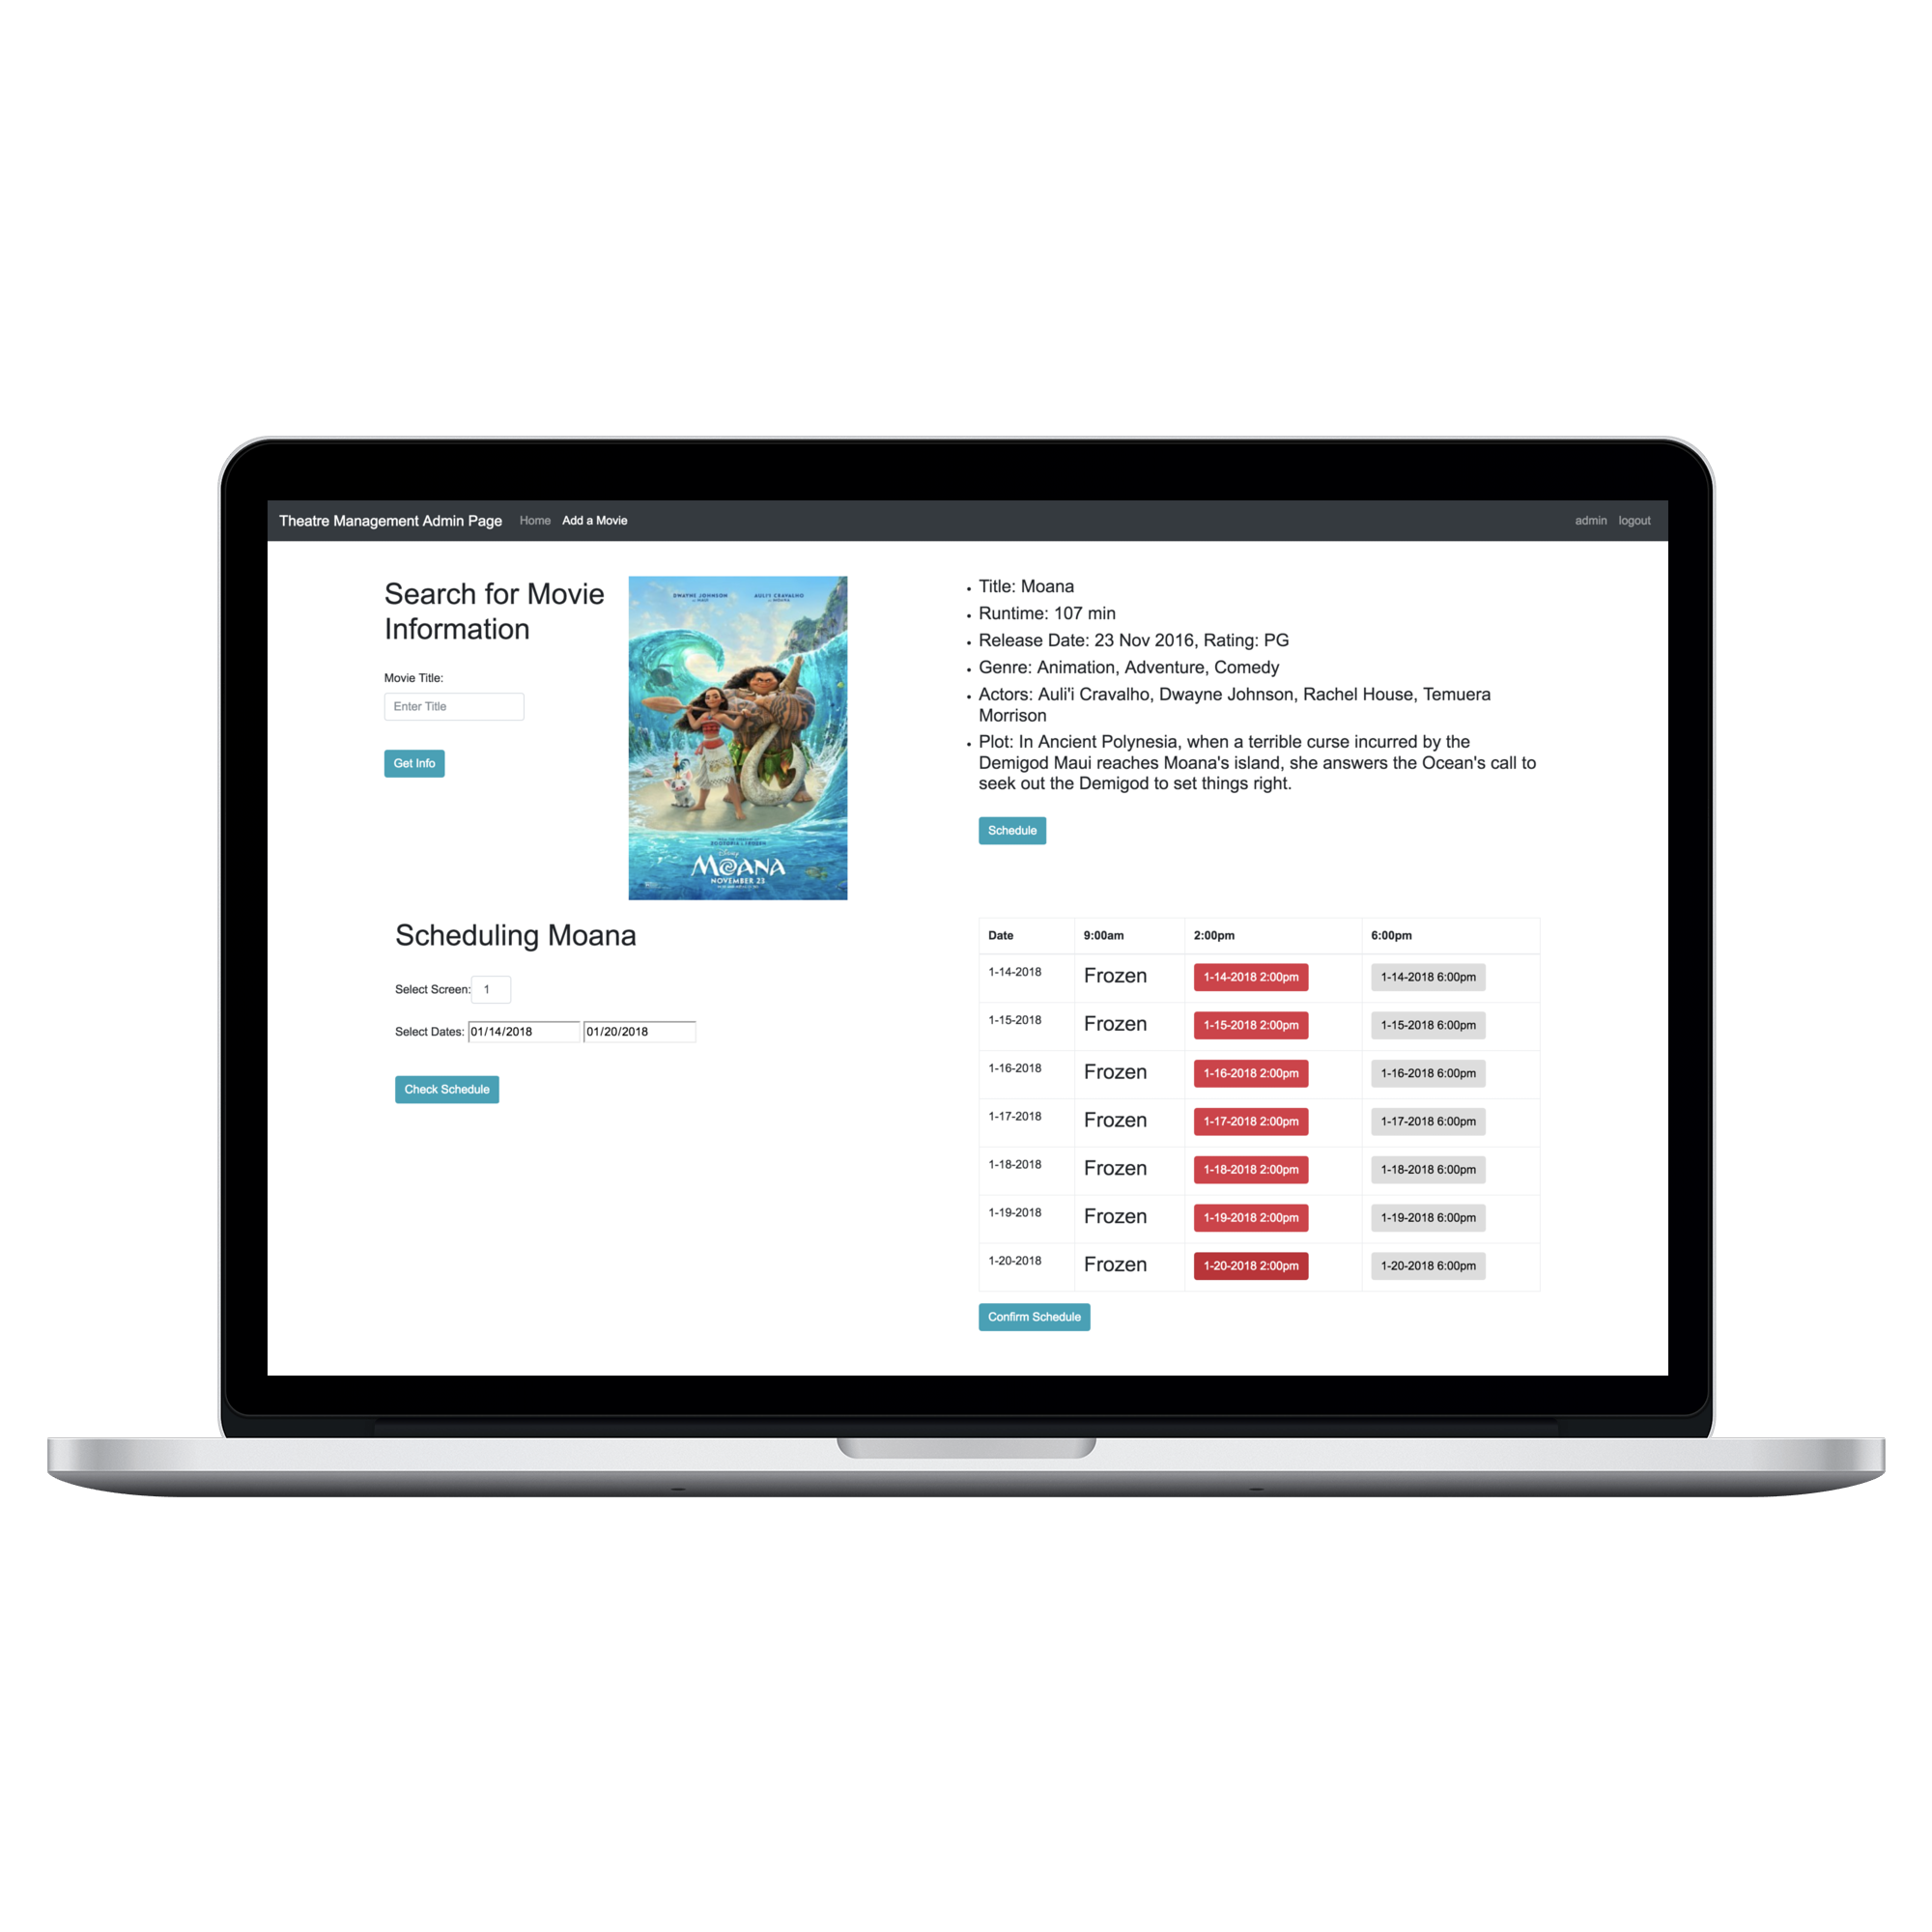 Theatre Management Admin Page Home Add a Movie admin logout
Search for Movie
Information
Movie Title:
Enter Title
Get Info
DWAYNE JOHNSON AULI'I CRAVALHO
Disney
MOANA
NOVEMBER 23
Title: Moana
Runtime: 107 min
Release Date: 23 Nov 2016, Rating: PG
Genre: Animation, Adventure, Comedy
Actors: Auli'i Cravalho, Dwayne Johnson, Rachel House, Temuera
Morrison
Plot: In Ancient Polynesia, when a terrible curse incurred by the
Demigod Maui reaches Moana's island, she answers the Ocean's call to
seek out the Demigod to set things right.
Schedule
Scheduling Moana
Select Screen: 1
Select Dates: 01/14/2018 01/20/2018
Check Schedule
Date 9:00am 2:00pm 6:00pm
1-14-2018 Frozen 1-14-2018 2:00pm 1-14-2018 6:00pm
1-15-2018 Frozen 1-15-2018 2:00pm 1-15-2018 6:00pm
1-16-2018 Frozen 1-16-2018 2:00pm 1-16-2018 6:00pm
1-17-2018 Frozen 1-17-2018 2:00pm 1-17-2018 6:00pm
1-18-2018 Frozen 1-18-2018 2:00pm 1-18-2018 6:00pm
1-19-2018 Frozen 1-19-2018 2:00pm 1-19-2018 6:00pm
1-20-2018 Frozen 1-20-2018 2:00pm 1-20-2018 6:00pm
Confirm Schedule